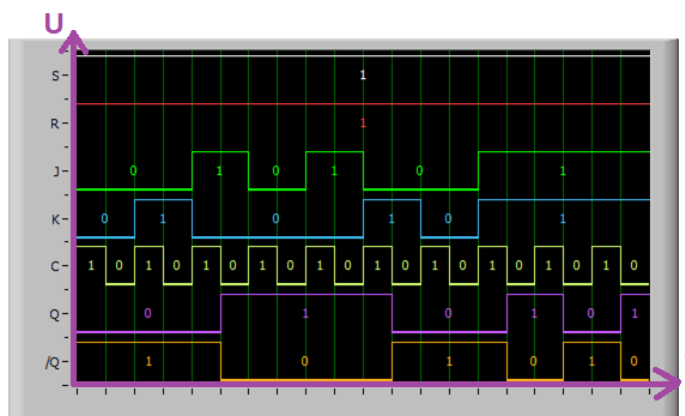 U
S- 1
R- 1
J- 0 1 0 1 0 1
K- 0 1 0 1 0 1
C- 1 0 1 0 1 0 1 0 1 0 1 0 1 0 1 0 1 0 1 0
Q- 0 1 0 1 0 1
/Q- 1 0 1 0 1 0